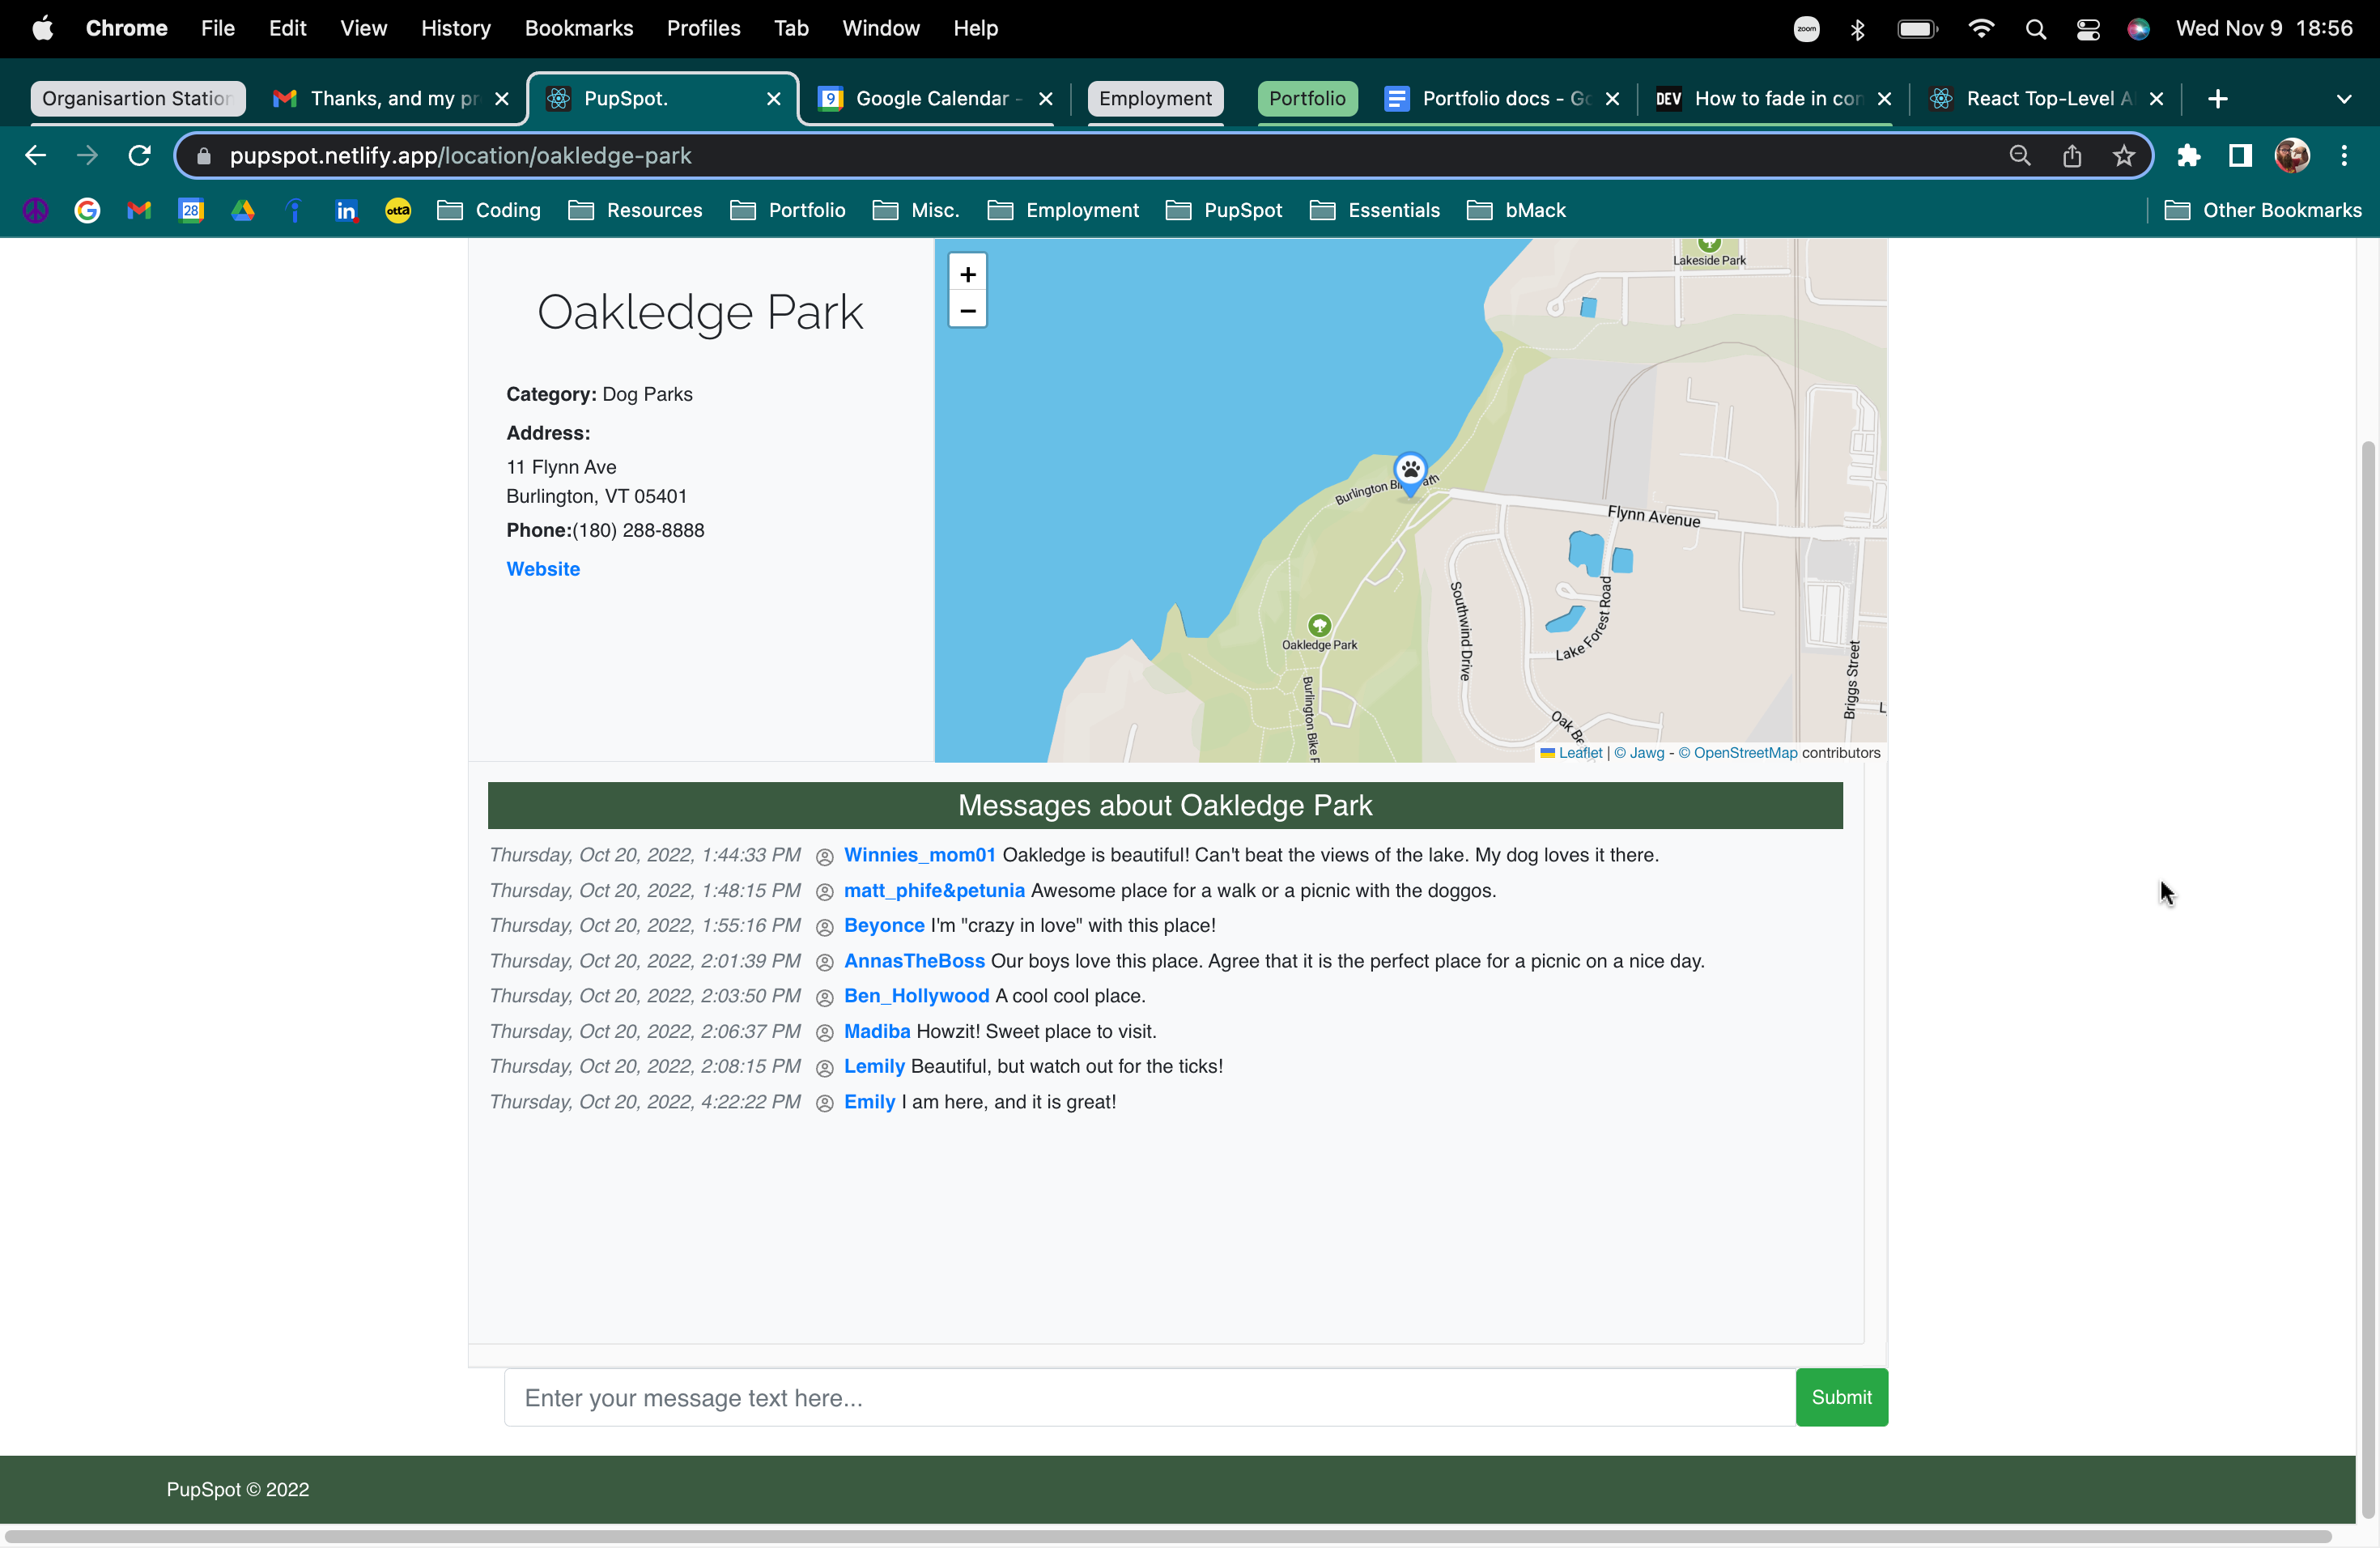 Chrome File Edit View History Bookmarks Profiles Tab Window Help zoom Wed Nov 9 18:56
Organisartion Station Thanks, and my pr PupSpot. 9 Google Calendar - Employment Portfolio Portfolio docs - Go DEV How to fade in con React Top-Level A
pupspot.netlify.app/location/oakledge-park
28 in otta Coding Resources Portfolio Misc. Employment PupSpot Essentials bMack Other Bookmarks
Oakledge Park
Category: Dog Parks
Address:
11 Flynn Ave
Burlington, VT 05401
Phone:(180) 288-8888
Website
+
−
Lakeside Park
Burlington Bi ath
Flynn Avenue
Southwind Drive
Lake Forest Road
Oakledge Park
Burlington Bike P
Oak Be
Briggs Street
L
Leaflet | © Jawg - © OpenStreetMap contributors
Messages about Oakledge Park
Thursday, Oct 20, 2022, 1:44:33 PM Winnies_mom01 Oakledge is beautiful! Can't beat the views of the lake. My dog loves it there.
Thursday, Oct 20, 2022, 1:48:15 PM matt_phife&petunia Awesome place for a walk or a picnic with the doggos.
Thursday, Oct 20, 2022, 1:55:16 PM Beyonce I'm "crazy in love" with this place!
Thursday, Oct 20, 2022, 2:01:39 PM AnnasTheBoss Our boys love this place. Agree that it is the perfect place for a picnic on a nice day.
Thursday, Oct 20, 2022, 2:03:50 PM Ben_Hollywood A cool cool place.
Thursday, Oct 20, 2022, 2:06:37 PM Madiba Howzit! Sweet place to visit.
Thursday, Oct 20, 2022, 2:08:15 PM Lemily Beautiful, but watch out for the ticks!
Thursday, Oct 20, 2022, 4:22:22 PM Emily I am here, and it is great!
Enter your message text here...
Submit
PupSpot © 2022